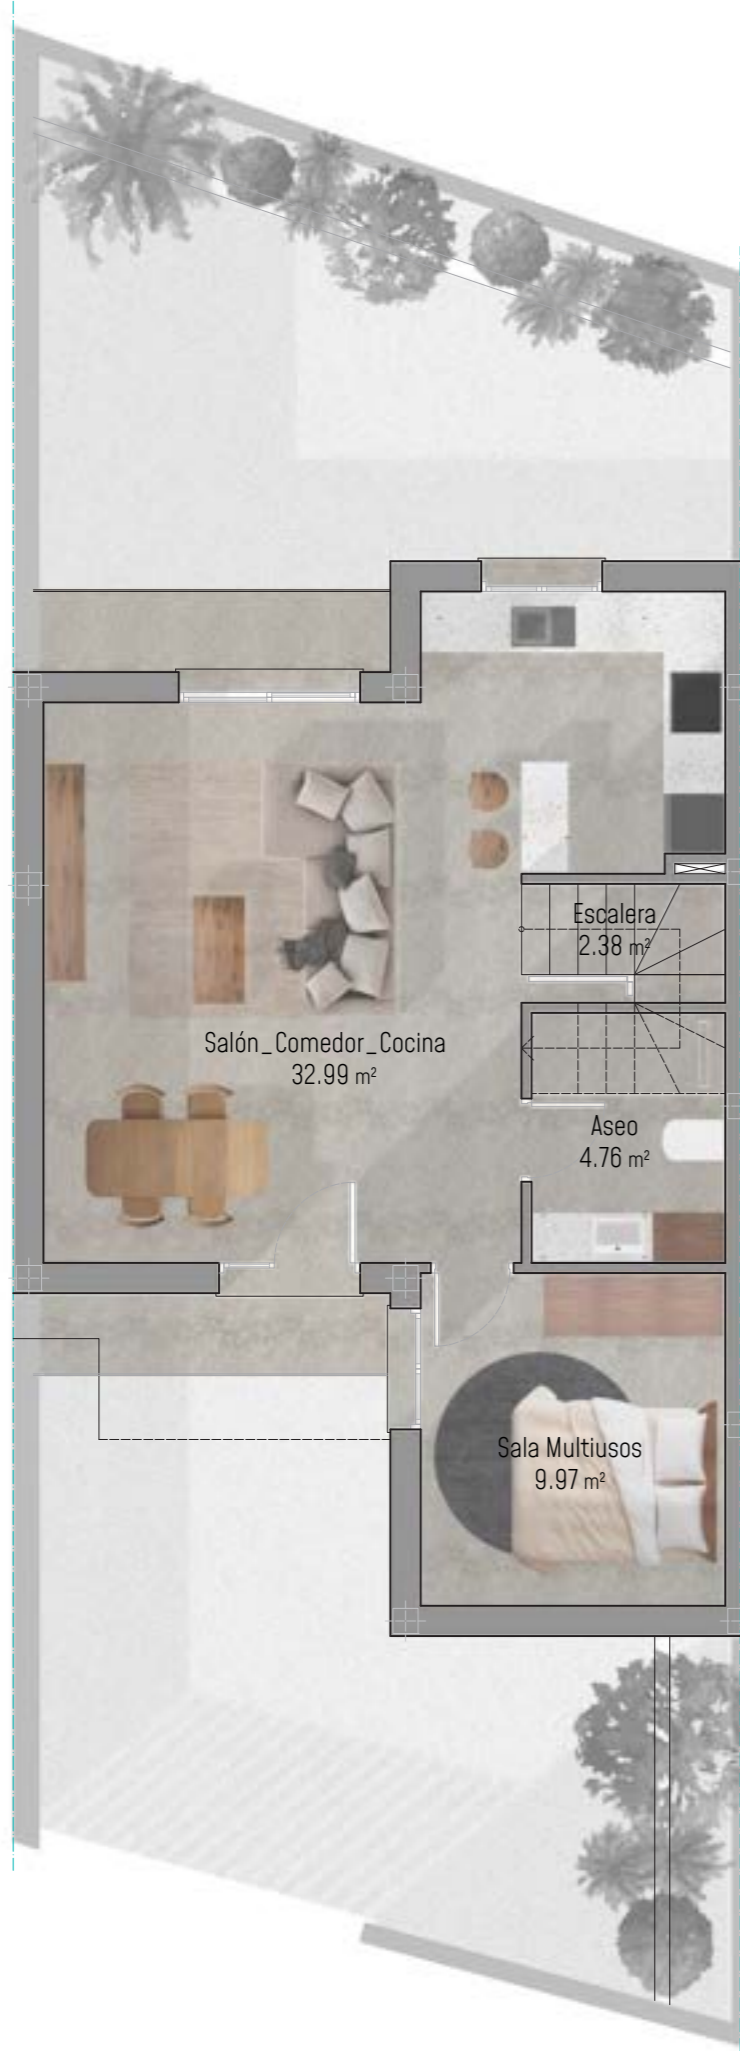 Escalera
2.38 m²
Salón_Comedor_Cocina
32.99 m²
Aseo
4.76 m²
Sala Multiusos
9.97 m²